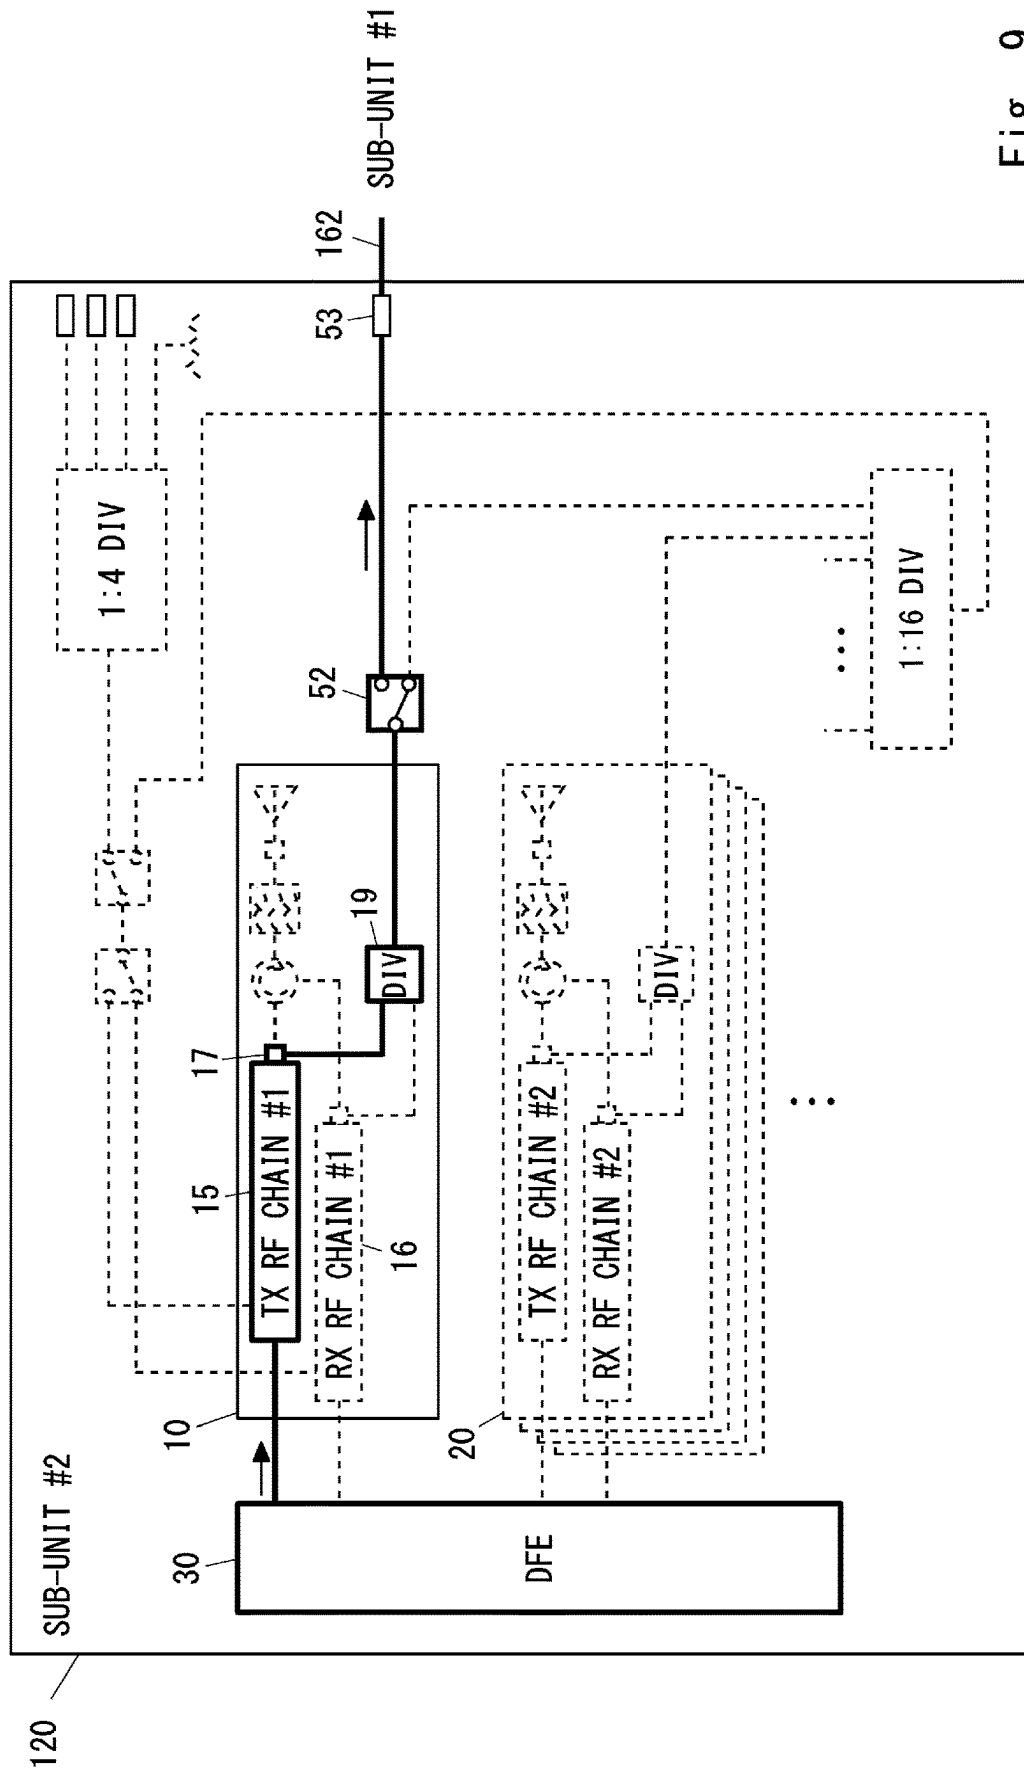 120
SUB-UNIT #2
30
DFE
10
15
TX RF CHAIN #1
17
RX RF CHAIN #1
16
19
DIV
52
53
162
SUB-UNIT #1
1:4 DIV
20
TX RF CHAIN #2
RX RF CHAIN #2
DIV
1:16 DIV
...
...
Fig. 9